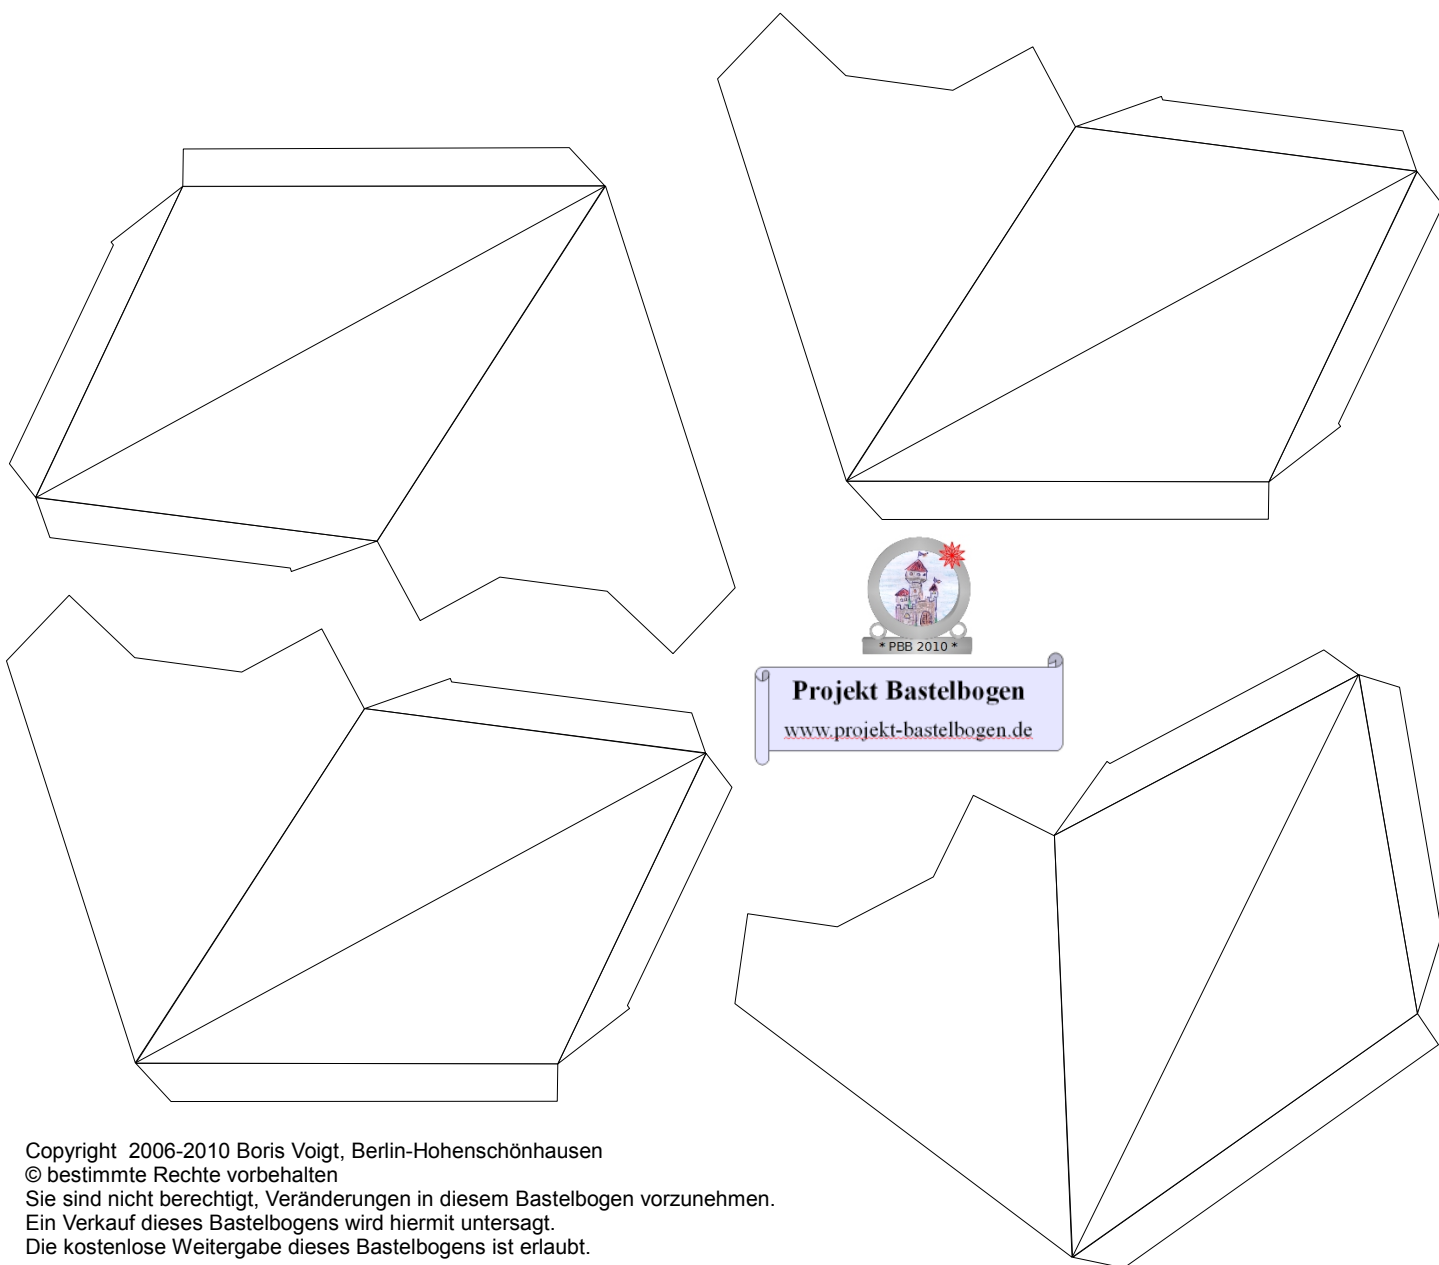 * PBB 2010 *
Projekt Bastelbogen
www.projekt-bastelbogen.de
Copyright 2006-2010 Boris Voigt, Berlin-Hohenschönhausen
© bestimmte Rechte vorbehalten
Sie sind nicht berechtigt, Veränderungen in diesem Bastelbogen vorzunehmen.
Ein Verkauf dieses Bastelbogens wird hiermit untersagt.
Die kostenlose Weitergabe dieses Bastelbogens ist erlaubt.